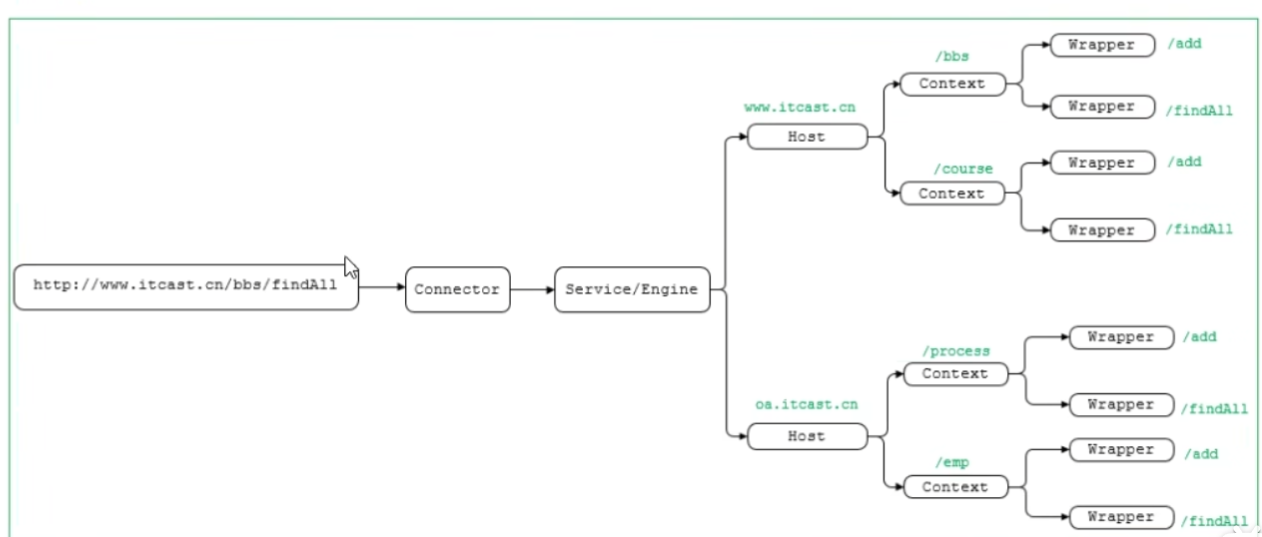 http://www.itcast.cn/bbs/findAll
Connector
Service/Engine
www.itcast.cn
Host
/bbs
Context
Wrapper
/add
Wrapper
/findAll
/course
Context
Wrapper
/add
Wrapper
/findAll
oa.itcast.cn
Host
/process
Context
Wrapper
/add
Wrapper
/findAll
/emp
Context
Wrapper
/add
Wrapper
/findAll